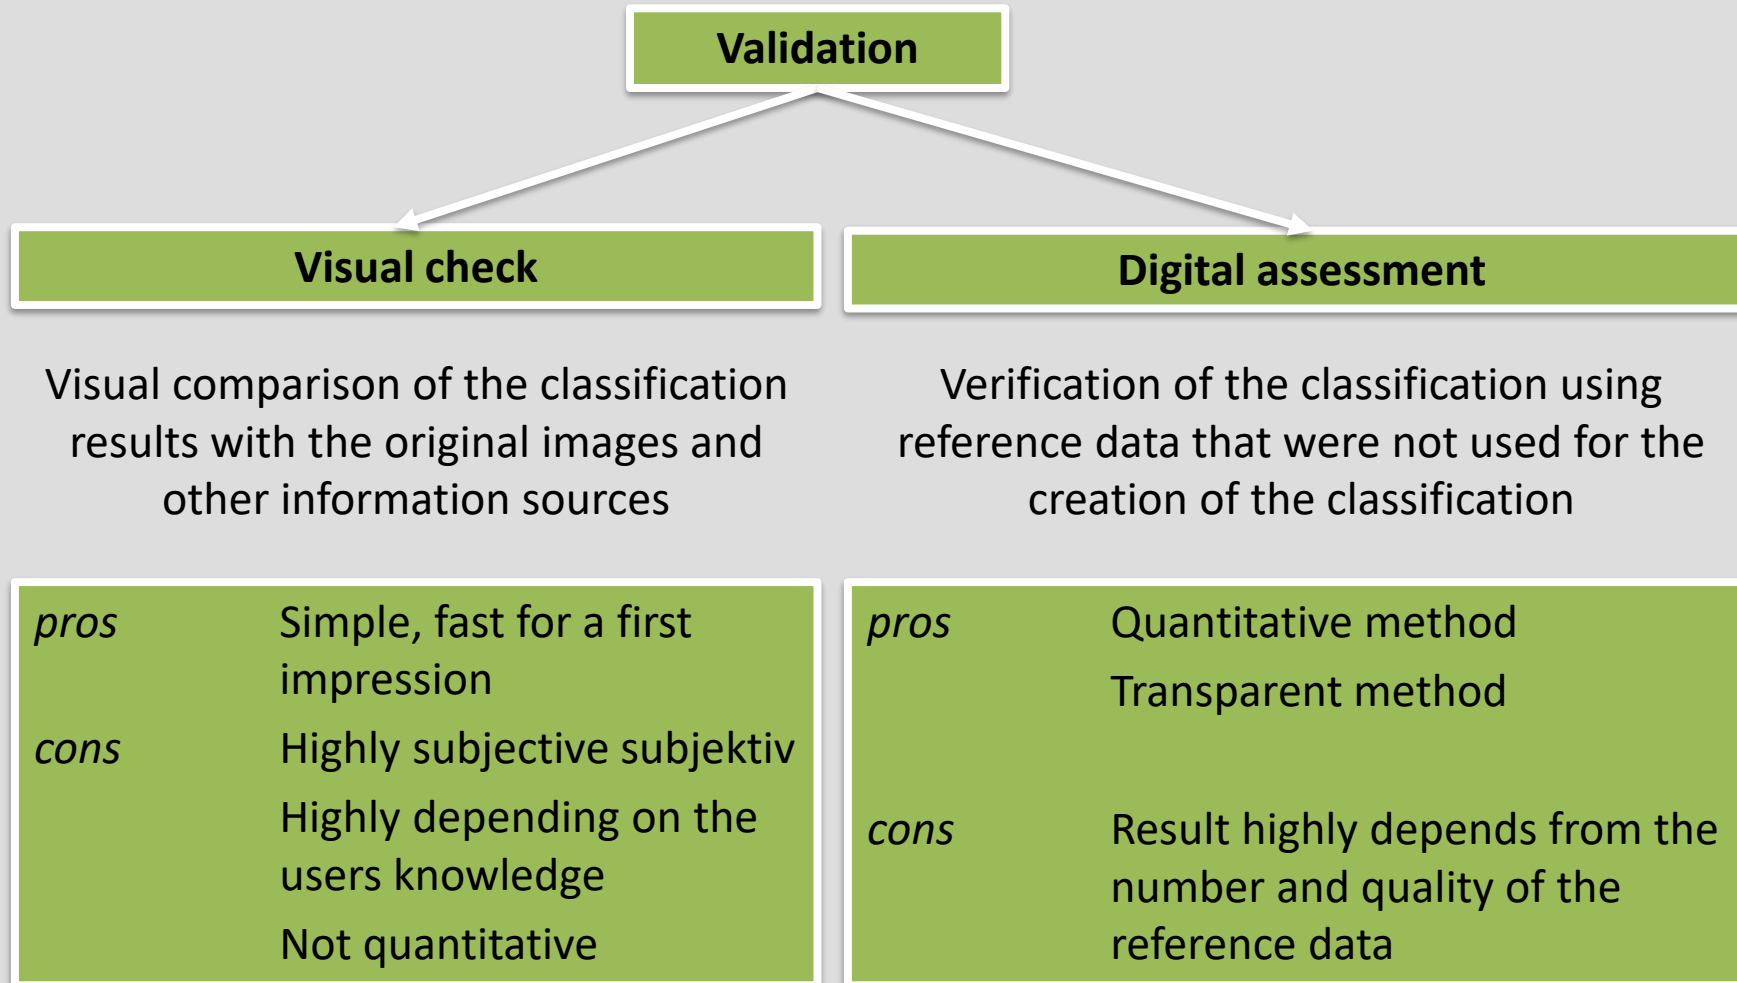 Validation
Visual check
Visual comparison of the classification
results with the original images and
other information sources
pros Simple, fast for a first
impression
cons Highly subjective subjektiv
Highly depending on the
users knowledge
Not quantitative
Digital assessment
Verification of the classification using
reference data that were not used for the
creation of the classification
pros Quantitative method
Transparent method
cons Result highly depends from the
number and quality of the
reference data